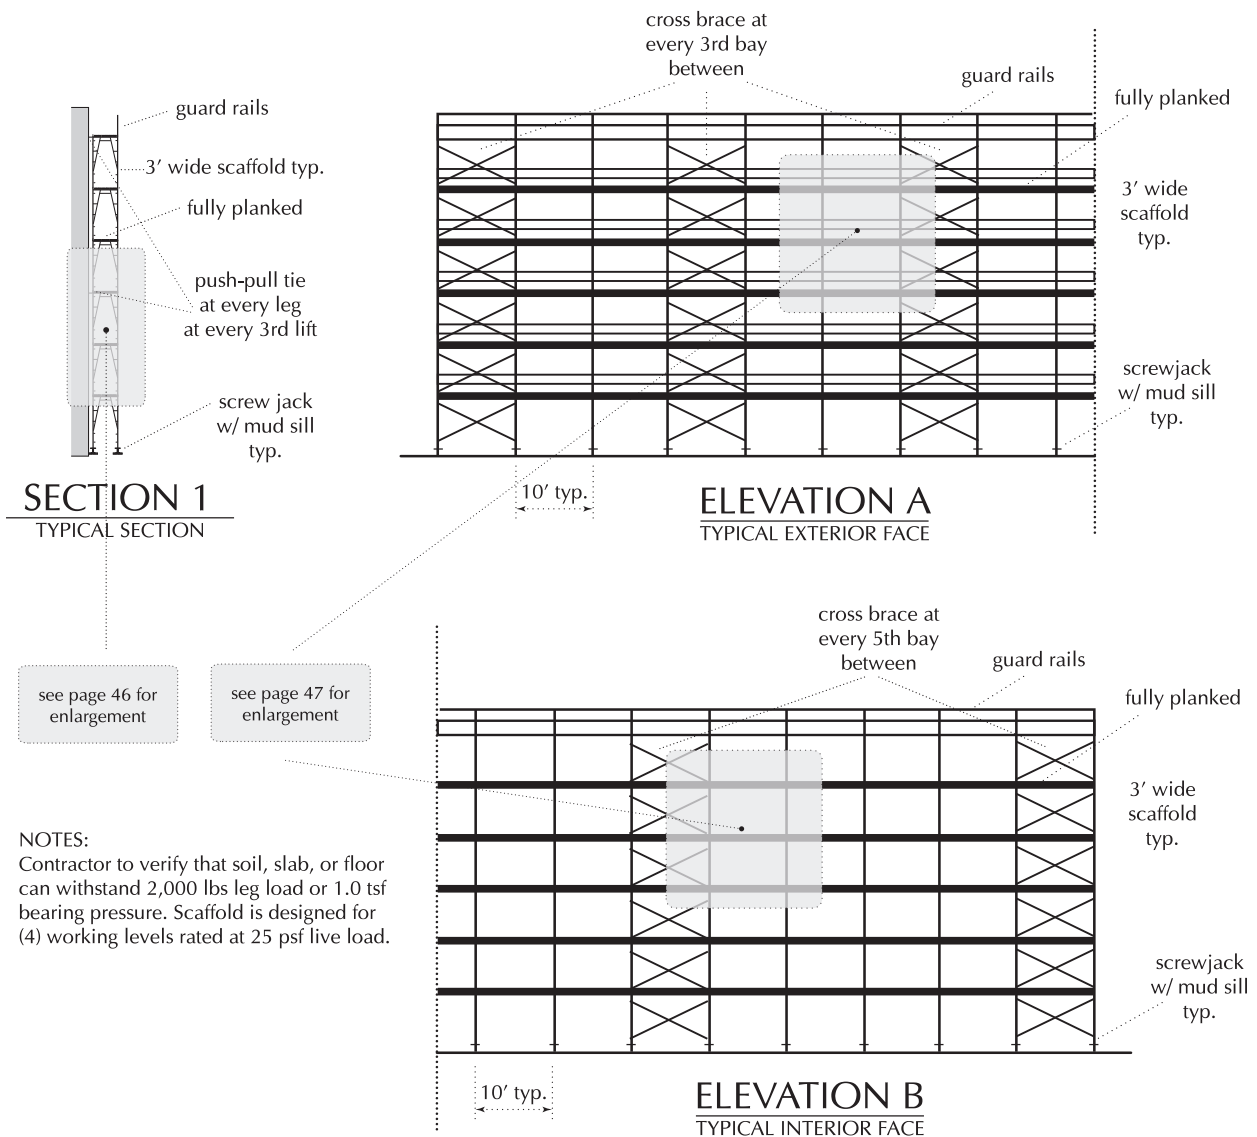 guard rails
3’ wide scaffold typ.
fully planked
push-pull tie
at every leg
at every 3rd lift
screw jack
w/ mud sill
typ.
SECTION 1
TYPICAL SECTION
cross brace at
every 3rd bay
between
guard rails
fully planked
3’ wide
scaffold
typ.
screwjack
w/ mud sill
typ.
10’ typ.
ELEVATION A
TYPICAL EXTERIOR FACE
see page 46 for
enlargement
see page 47 for
enlargement
NOTES:
Contractor to verify that soil, slab, or floor
can withstand 2,000 lbs leg load or 1.0 tsf
bearing pressure. Scaffold is designed for
(4) working levels rated at 25 psf live load.
cross brace at
every 5th bay
between
guard rails
fully planked
3’ wide
scaffold
typ.
screwjack
w/ mud sill
typ.
10’ typ.
ELEVATION B
TYPICAL INTERIOR FACE